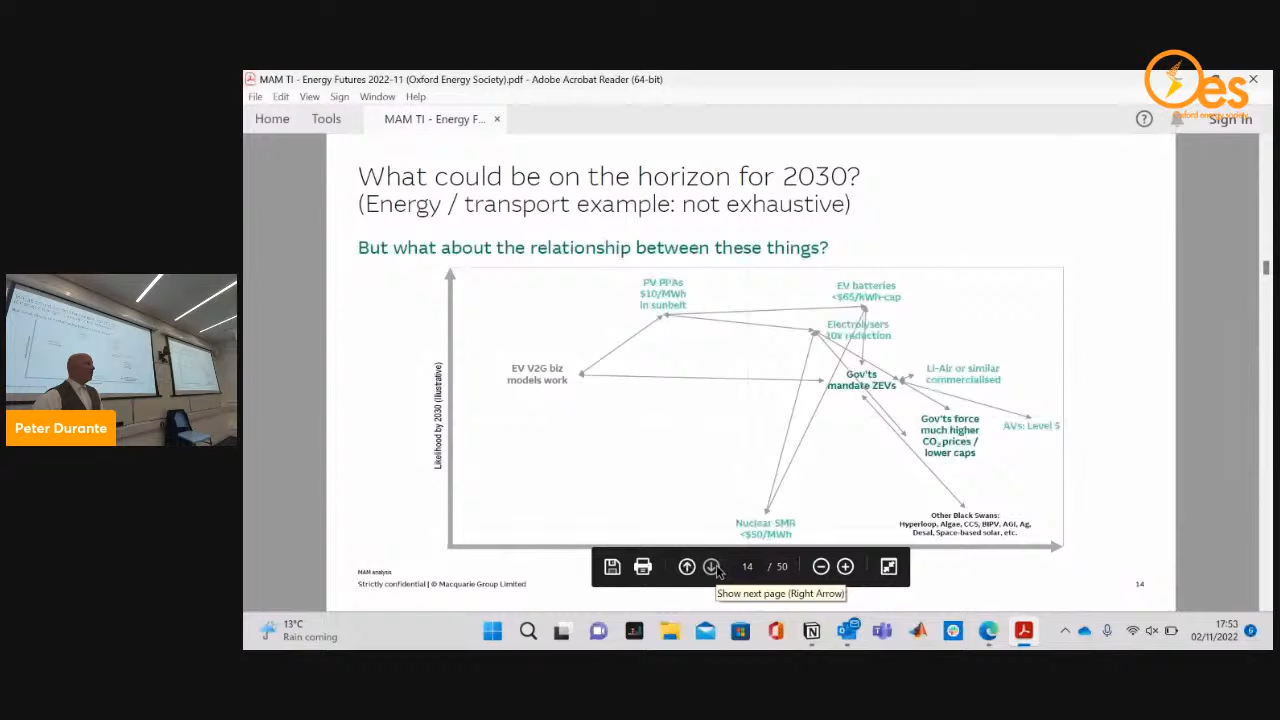 MAM TI - Energy Futures 2022-11 (Oxford Energy Society).pdf - Adobe Acrobat Reader (64-bit)
es
Oxford energy society
File Edit View Sign Window Help
Home Tools MAM TI - Energy F... ×
Sign In
What could be on the horizon for 2030?
(Energy / transport example: not exhaustive)
But what about the relationship between these things?
Likelihood by 2030 (illustrative)
PV PPAs
$10/MWh
in sunbelt
EV batteries
<$65/kWh-cap
Electrolysers
10x reduction
EV V2G biz
models work
Gov'ts
mandate ZEVs
Li-Air or similar
commercialised
Gov'ts force
much higher
CO₂ prices /
lower caps
AVs: Level 5
Nuclear SMR
<$50/MWh
Other Black Swans:
Hyperloop, Algae, CCS, BIPV, AGI, Ag,
Desal, Space-based solar, etc.
14 / 50
Show next page (Right Arrow)
MAM analysis
Strictly confidential | © Macquarie Group Limited
14
Peter Durante
13°C
Rain coming
17:53
02/11/2022
6